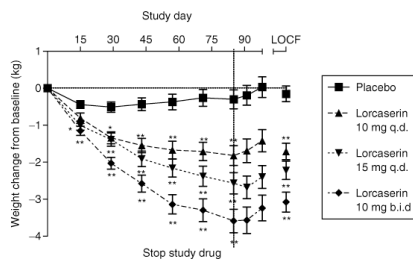 Study day
15 30 45 60 75 90 LOCF
1
0
−1
−2
−3
−4
Weight change from baseline (kg)
* *
** ** ** ** ** **
** ** ** ** ** **
** ** ** ** ** ** **
Stop study drug
Placebo
Lorcaserin
10 mg q.d.
Lorcaserin
15 mg q.d.
Lorcaserin
10 mg b.i.d